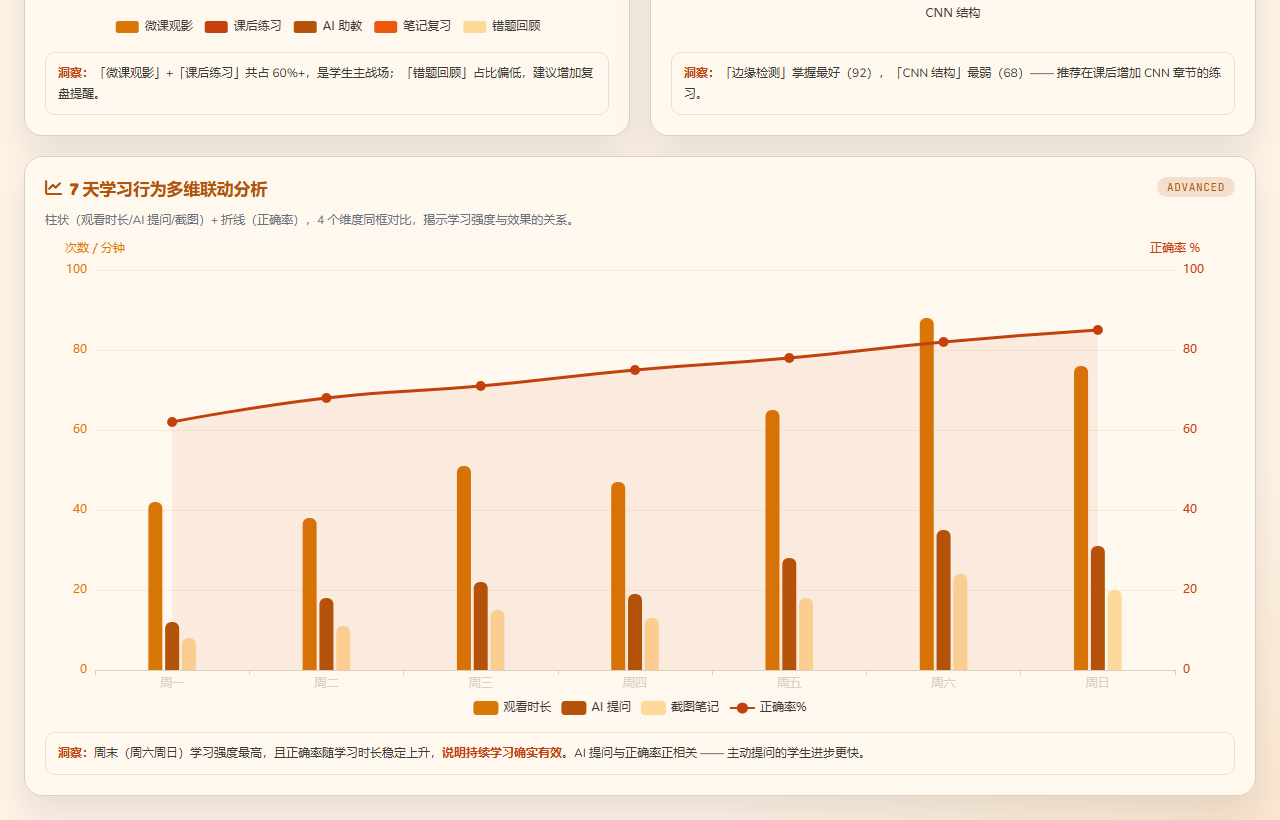 微课观影 课后练习 AI 助教 笔记复习 错题回顾
洞察：「微课观影」+「课后练习」共占 60%+，是学生主战场；「错题回顾」占比偏低，建议增加复
盘提醒。
CNN 结构
洞察：「边缘检测」掌握最好（92），「CNN 结构」最弱（68）—— 推荐在课后增加 CNN 章节的练
习。
7 天学习行为多维联动分析
ADVANCED
柱状（观看时长/AI 提问/截图）+ 折线（正确率），4 个维度同框对比，揭示学习强度与效果的关系。
次数 / 分钟 正确率 %
100 100
80 80
60 60
40 40
20 20
0 0
周一 周二 周三 周四 周五 周六 周日
观看时长 AI 提问 截图笔记 正确率%
洞察：周末（周六周日）学习强度最高，且正确率随学习时长稳定上升，说明持续学习确实有效。AI 提问与正确率正相关 —— 主动提问的学生进步更快。